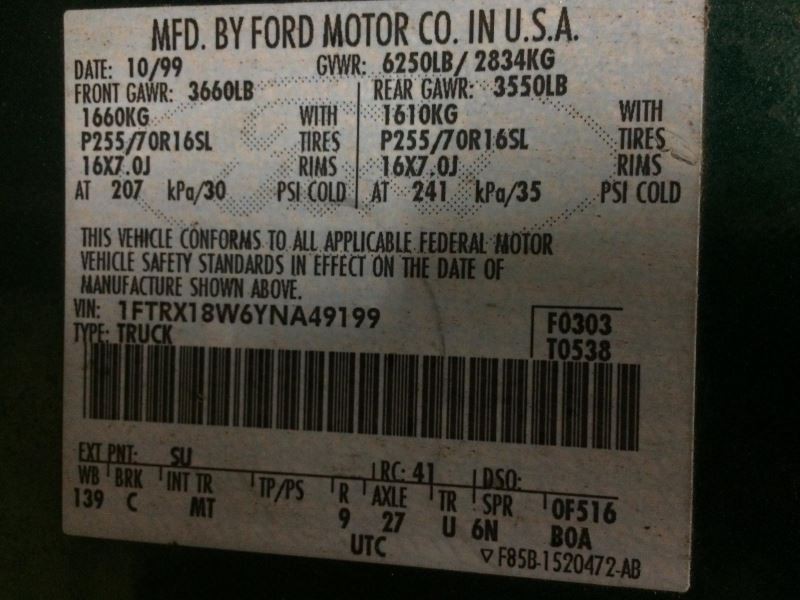 MFD. BY FORD MOTOR CO. IN U.S.A.
DATE: 10/99 GVWR: 6250LB/ 2834KG
FRONT GAWR: 3660LB REAR GAWR: 3550LB
1660KG WITH 1610KG WITH
P255/70R16SL TIRES P255/70R16SL TIRES
16X7.0J RIMS 16X7.0J RIMS
AT 207 kPa/30 PSI COLD AT 241 kPa/35 PSI COLD
THIS VEHICLE CONFORMS TO ALL APPLICABLE FEDERAL MOTOR
VEHICLE SAFETY STANDARDS IN EFFECT ON THE DATE OF
MANUFACTURE SHOWN ABOVE.
VIN: 1FTRX18W6YNA49199 F0303
TYPE: TRUCK T0538
EXT PNT: SU RC: 41 DSO:
WB BRK INT TR TP/PS R AXLE TR SPR 0F516
139 C MT 9 27 U 6N BOA
UTC
▽ F85B-1520472-AB